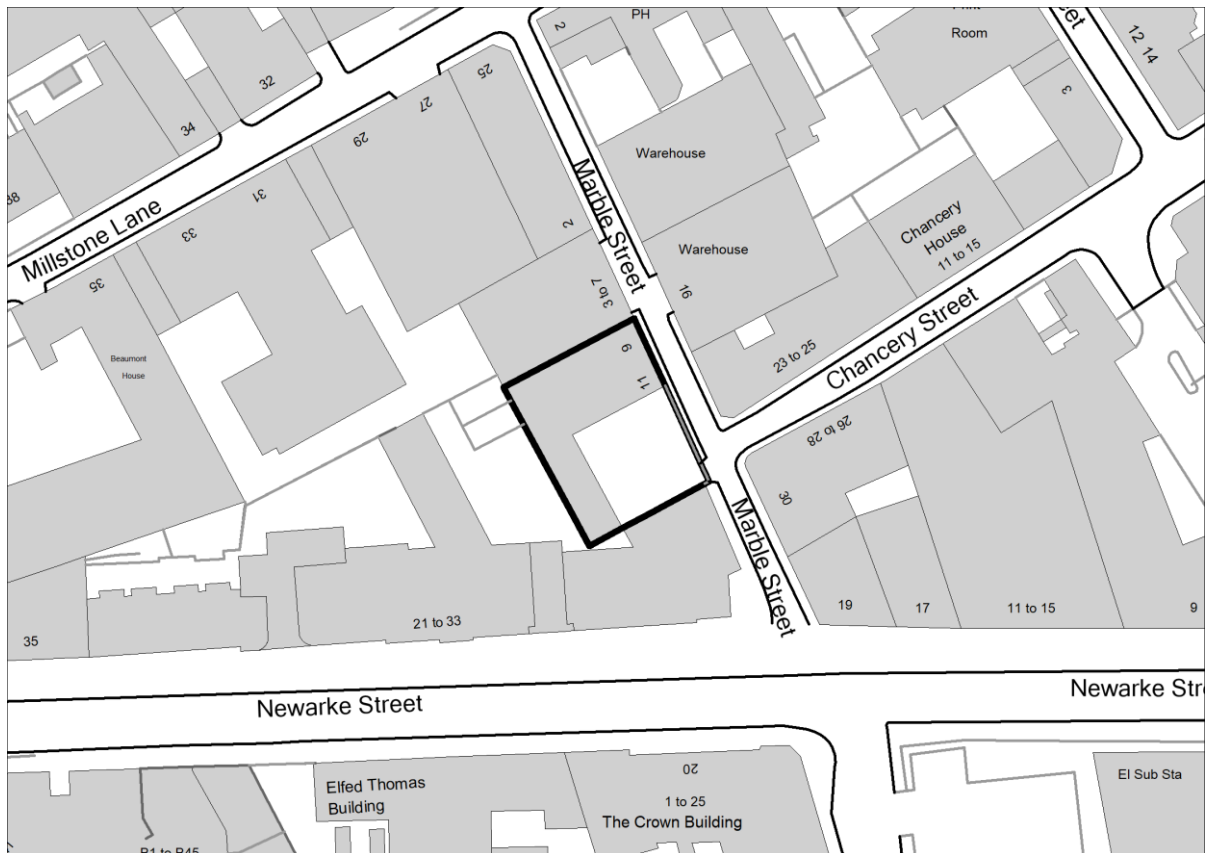 2
PH
Room
12
14
25
32
27
3
34
29
Warehouse
Marble Street
31
Chancery
House
11 to 15
Millstone Lane
33
2
Warehouse
35
3 to 7
16
Chancery Street
Beaumont
House
9
23 to 25
11
26 to 28
30
Marble Street
19
17
11 to 15
9
21 to 33
35
Newarke Street
Newarke Str
Elfed Thomas
Building
20
1 to 25
The Crown Building
El Sub Sta